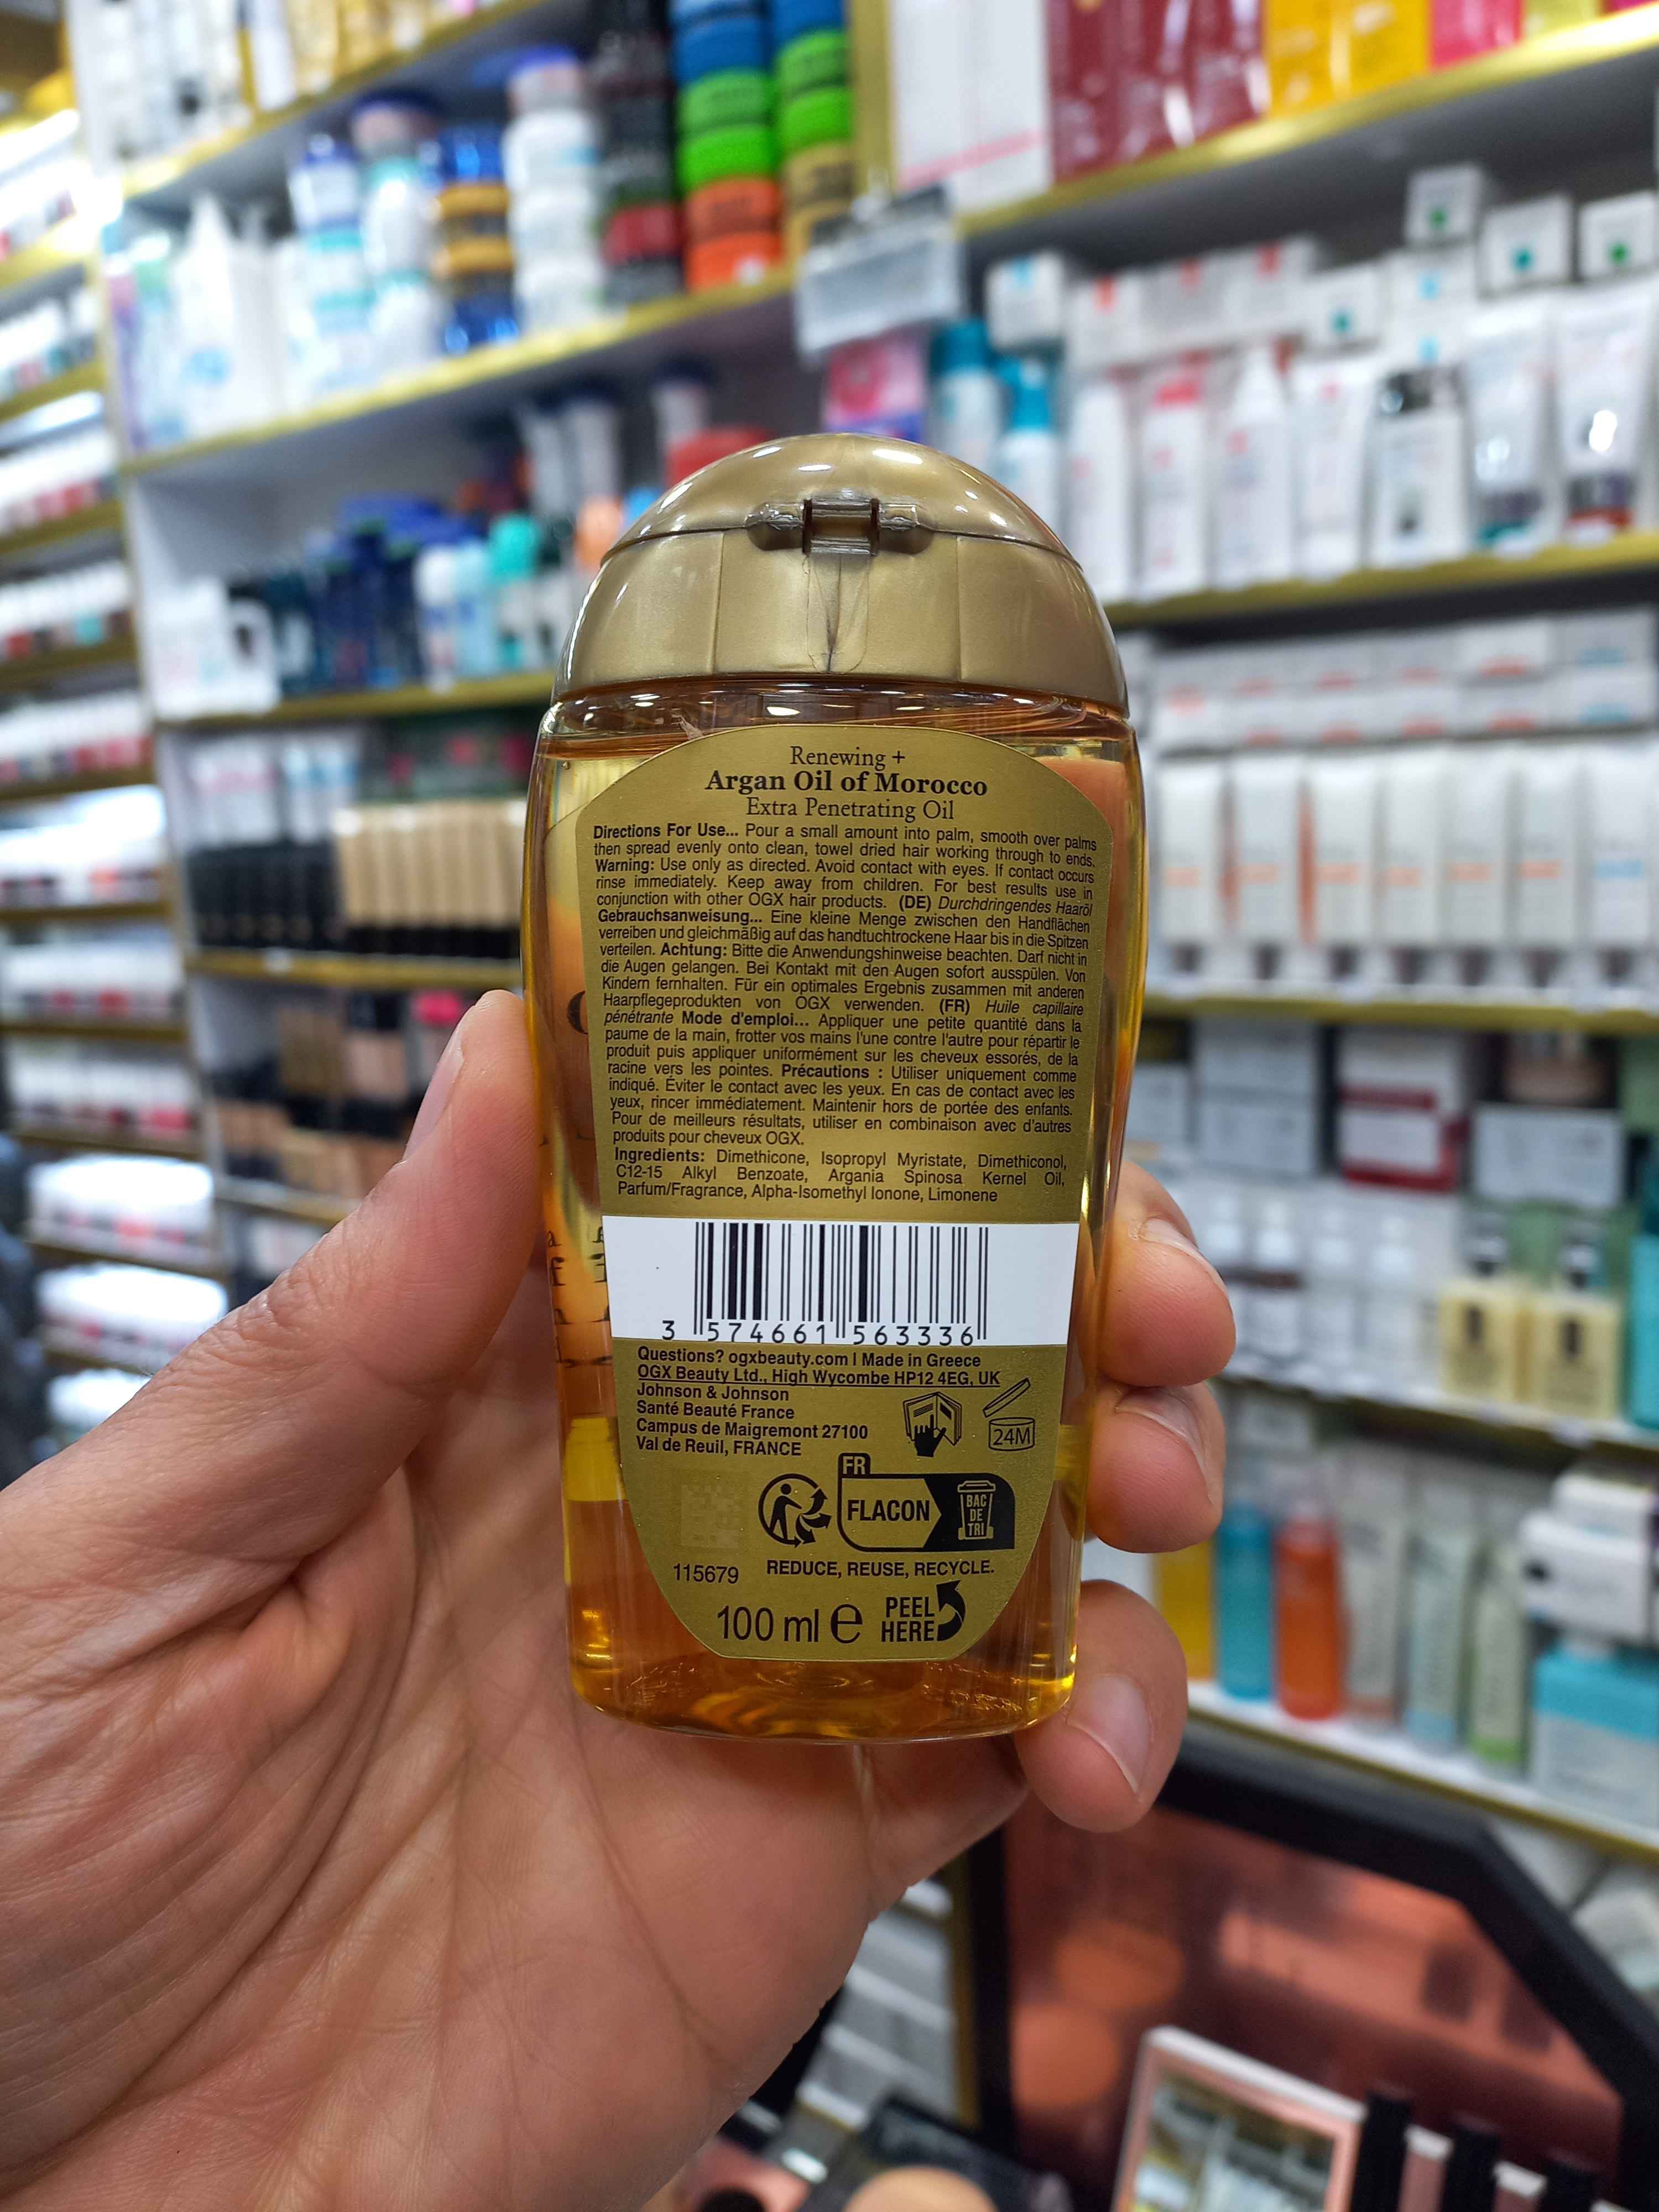 Renewing +
Argan Oil of Morocco
Extra Penetrating Oil
Directions For Use... Pour a small amount into palm, smooth over palms
then spread evenly onto clean, towel dried hair working through to ends.
Warning: Use only as directed. Avoid contact with eyes. If contact occurs
rinse immediately. Keep away from children. For best results use in
conjunction with other OGX hair products. (DE) Durchdringendes Haaröl
Gebrauchsanweisung... Eine kleine Menge zwischen den Handflächen
verreiben und gleichmäßig auf das handtuchtrockene Haar bis in die Spitzen
verteilen. Achtung: Bitte die Anwendungshinweise beachten. Darf nicht in
die Augen gelangen. Bei Kontakt mit den Augen sofort ausspülen. Von
Kindern fernhalten. Für ein optimales Ergebnis zusammen mit anderen
Haarpflegeprodukten von OGX verwenden. (FR) Huile capillaire
pénétrante Mode d'emploi... Appliquer une petite quantité dans la
paume de la main, frotter vos mains l'une contre l'autre pour répartir le
produit puis appliquer uniformément sur les cheveux essorés, de la
racine vers les pointes. Précautions : Utiliser uniquement comme
indiqué. Éviter le contact avec les yeux. En cas de contact avec les
yeux, rincer immédiatement. Maintenir hors de portée des enfants.
Pour de meilleurs résultats, utiliser en combinaison avec d'autres
produits pour cheveux OGX.
Ingredients: Dimethicone, Isopropyl Myristate, Dimethiconol,
C12-15 Alkyl Benzoate, Argania Spinosa Kernel Oil,
Parfum/Fragrance, Alpha-Isomethyl Ionone, Limonene
3 574661 563336
Questions? ogxbeauty.com | Made in Greece
OGX Beauty Ltd., High Wycombe HP12 4EG, UK
Johnson & Johnson
Santé Beauté France
Campus de Maigremont 27100
Val de Reuil, FRANCE
24M
FR
FLACON
BAC
DE
TRI
115679 REDUCE, REUSE, RECYCLE.
100 ml e PEEL
HERE